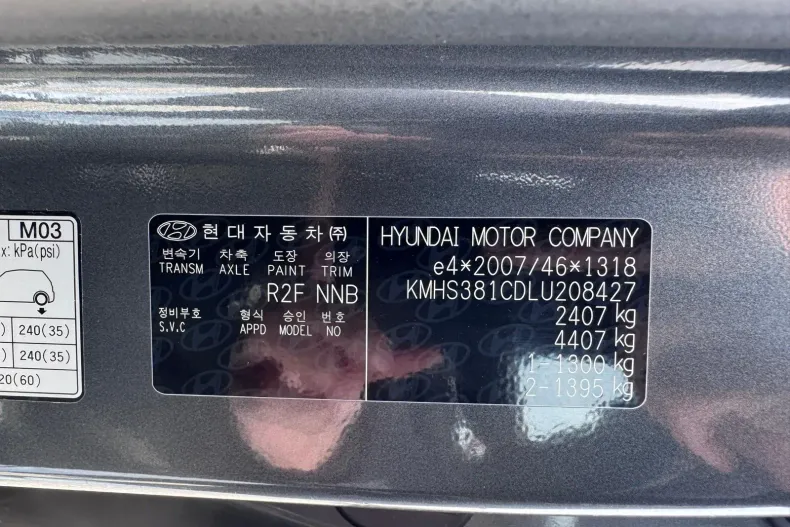 M03
x: kPa(psi)
) 240(35)
) 240(35)
20(60)
현대자동차(주)
변속기 차축 도장 의장
TRANSM AXLE PAINT TRIM
R2F NNB
정비부호 형식 승인 번호
S.V.C APPD MODEL NO
HYUNDAI MOTOR COMPANY
e4*2007/46*1318
KMHS381CDLU208427
2407 kg
4407 kg
1-1300 kg
2-1395 kg